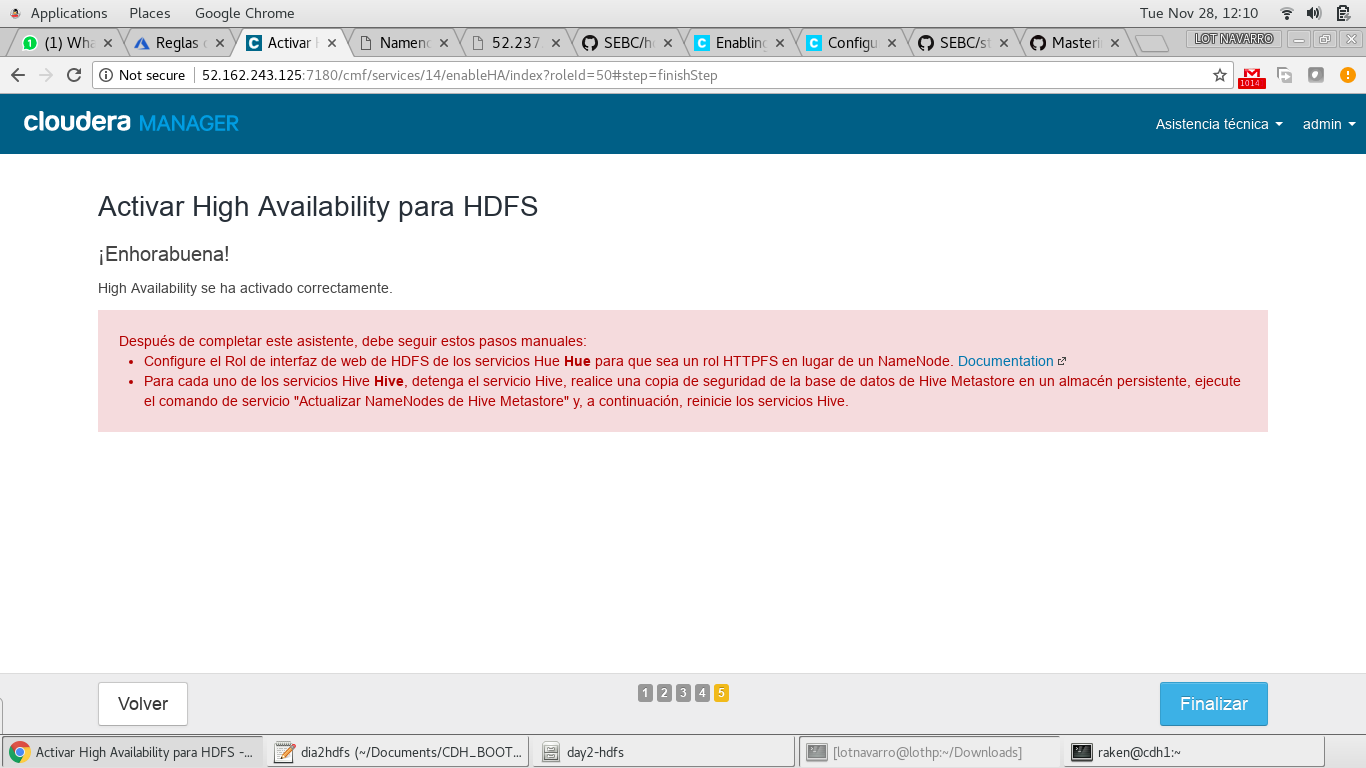 Applications Places Google Chrome Tue Nov 28, 12:10
(1) Wha Reglas Activar Namenc 52.237. SEBC/h Enabling Configu SEBC/st Masterin LOT NAVARRO
Not secure 52.162.243.125:7180/cmf/services/14/enableHA/index?roleId=50#step=finishStep 1014
cloudera MANAGER Asistencia técnica admin
Activar High Availability para HDFS
¡Enhorabuena!
High Availability se ha activado correctamente.
Después de completar este asistente, debe seguir estos pasos manuales:
• Configure el Rol de interfaz de web de HDFS de los servicios Hue Hue para que sea un rol HTTPFS en lugar de un NameNode. Documentation
• Para cada uno de los servicios Hive Hive, detenga el servicio Hive, realice una copia de seguridad de la base de datos de Hive Metastore en un almacén persistente, ejecute
el comando de servicio "Actualizar NameNodes de Hive Metastore" y, a continuación, reinicie los servicios Hive.
Volver 1 2 3 4 5 Finalizar
Activar High Availability para HDFS -... dia2hdfs (~/Documents/CDH_BOOT... day2-hdfs [lotnavarro@lothp:~/Downloads] raken@cdh1:~